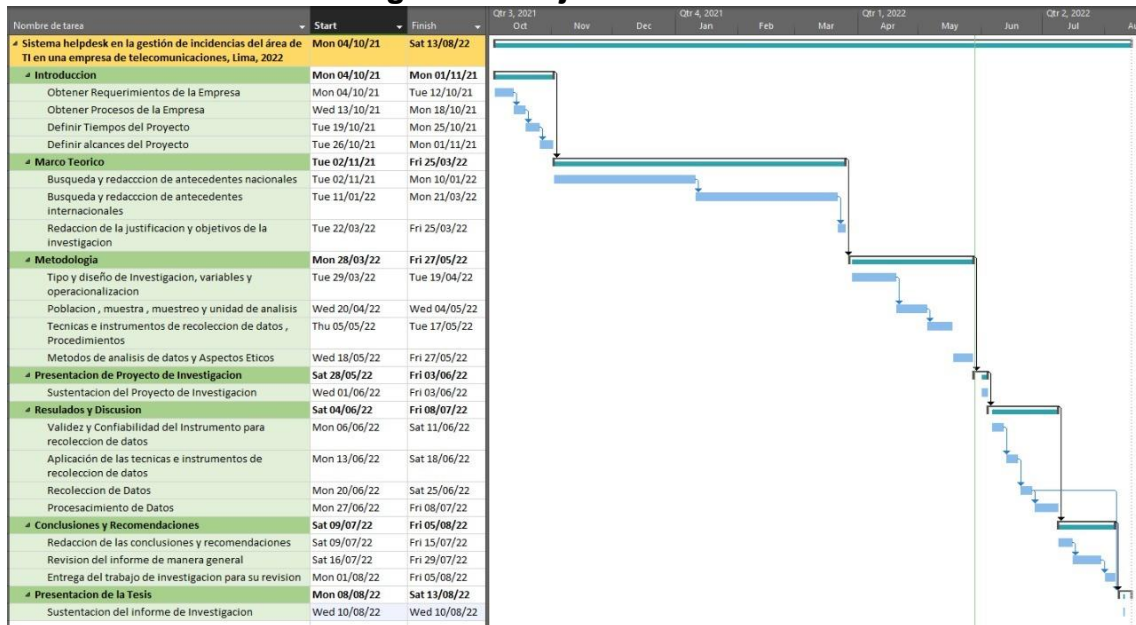 Nombre de tarea Start Finish
Qtr 3, 2021 Qtr 4, 2021 Qtr 1, 2022 Qtr 2, 2022
Oct Nov Dec Jan Feb Mar Apr May Jun Jul
Sistema helpdesk en la gestión de incidencias del área de Mon 04/10/21 Sat 13/08/22
TI en una empresa de telecomunicaciones, Lima, 2022
Introduccion Mon 04/10/21 Mon 01/11/21
Obtener Requerimientos de la Empresa Mon 04/10/21 Tue 12/10/21
Obtener Procesos de la Empresa Wed 13/10/21 Mon 18/10/21
Definir Tiempos del Proyecto Tue 19/10/21 Mon 25/10/21
Definir alcances del Proyecto Tue 26/10/21 Mon 01/11/21
Marco Teorico Tue 02/11/21 Fri 25/03/22
Busqueda y redacccion de antecedentes nacionales Tue 02/11/21 Mon 10/01/22
Busqueda y redacccion de antecedentes Tue 11/01/22 Mon 21/03/22
internacionales
Redaccion de la justificacion y objetivos de la Tue 22/03/22 Fri 25/03/22
investigacion
Metodologia Mon 28/03/22 Fri 27/05/22
Tipo y diseño de Investigacion, variables y Tue 29/03/22 Tue 19/04/22
operacionalizacion
Poblacion , muestra , muestreo y unidad de analisis Wed 20/04/22 Wed 04/05/22
Tecnicas e instrumentos de recoleccion de datos , Thu 05/05/22 Tue 17/05/22
Procedimientos
Metodos de analisis de datos y Aspectos Eticos Wed 18/05/22 Fri 27/05/22
Presentacion de Proyecto de Investigacion Sat 28/05/22 Fri 03/06/22
Sustentacion del Proyecto de Investigacion Wed 01/06/22 Fri 03/06/22
Resulados y Discusion Sat 04/06/22 Fri 08/07/22
Validez y Confiabilidad del Instrumento para Mon 06/06/22 Sat 11/06/22
recoleccion de datos
Aplicación de las tecnicas e instrumentos de Mon 13/06/22 Sat 18/06/22
recoleccion de datos
Recoleccion de Datos Mon 20/06/22 Sat 25/06/22
Procesacimiento de Datos Mon 27/06/22 Fri 08/07/22
Conclusiones y Recomendaciones Sat 09/07/22 Fri 05/08/22
Redaccion de las conclusiones y recomendaciones Sat 09/07/22 Fri 15/07/22
Revision del informe de manera general Sat 16/07/22 Fri 29/07/22
Entrega del trabajo de investigacion para su revision Mon 01/08/22 Fri 05/08/22
Presentacion de la Tesis Mon 08/08/22 Sat 13/08/22
Sustentacion del informe de Investigacion Wed 10/08/22 Wed 10/08/22